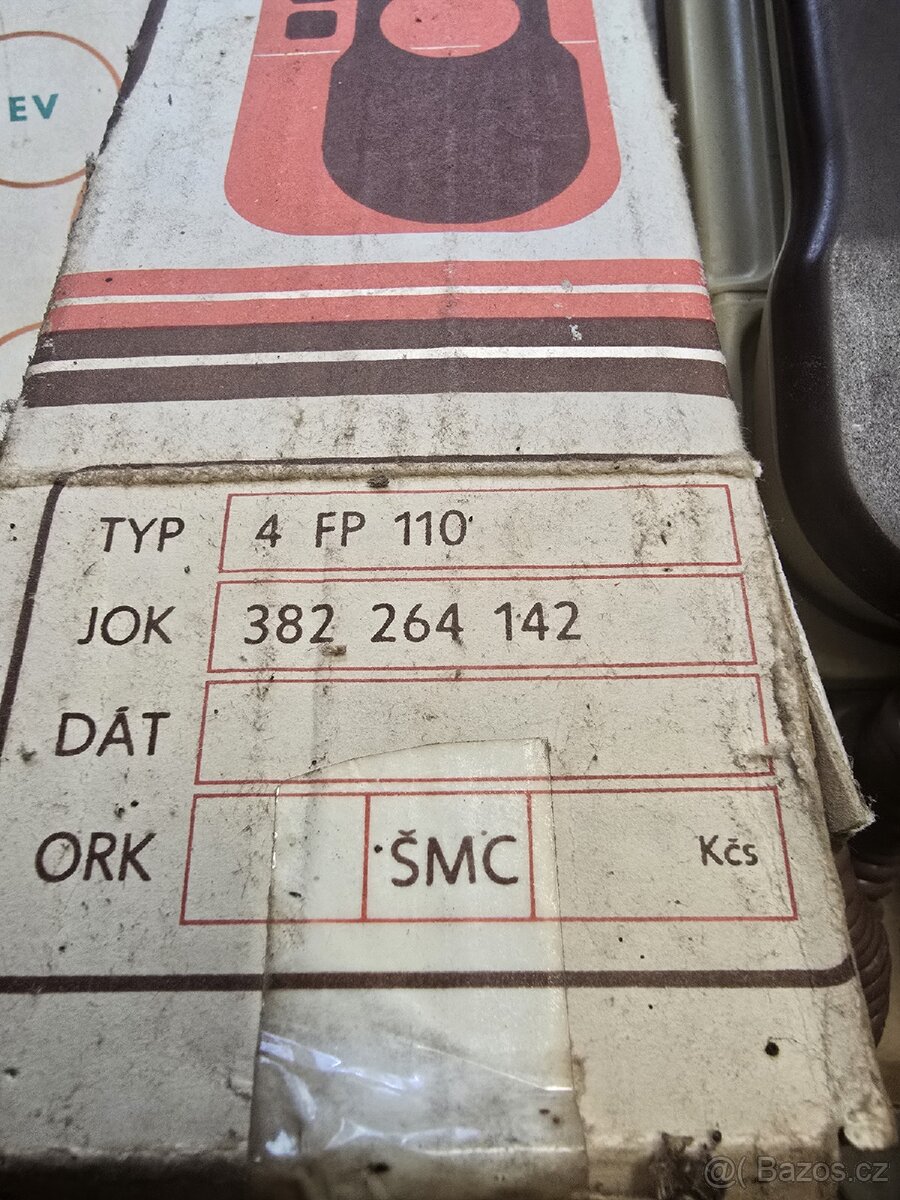 EV
TYP 4 FP 110
JOK 382 264 142
DÁT
ORK ŠMC Kčs
@( Bazos.cz